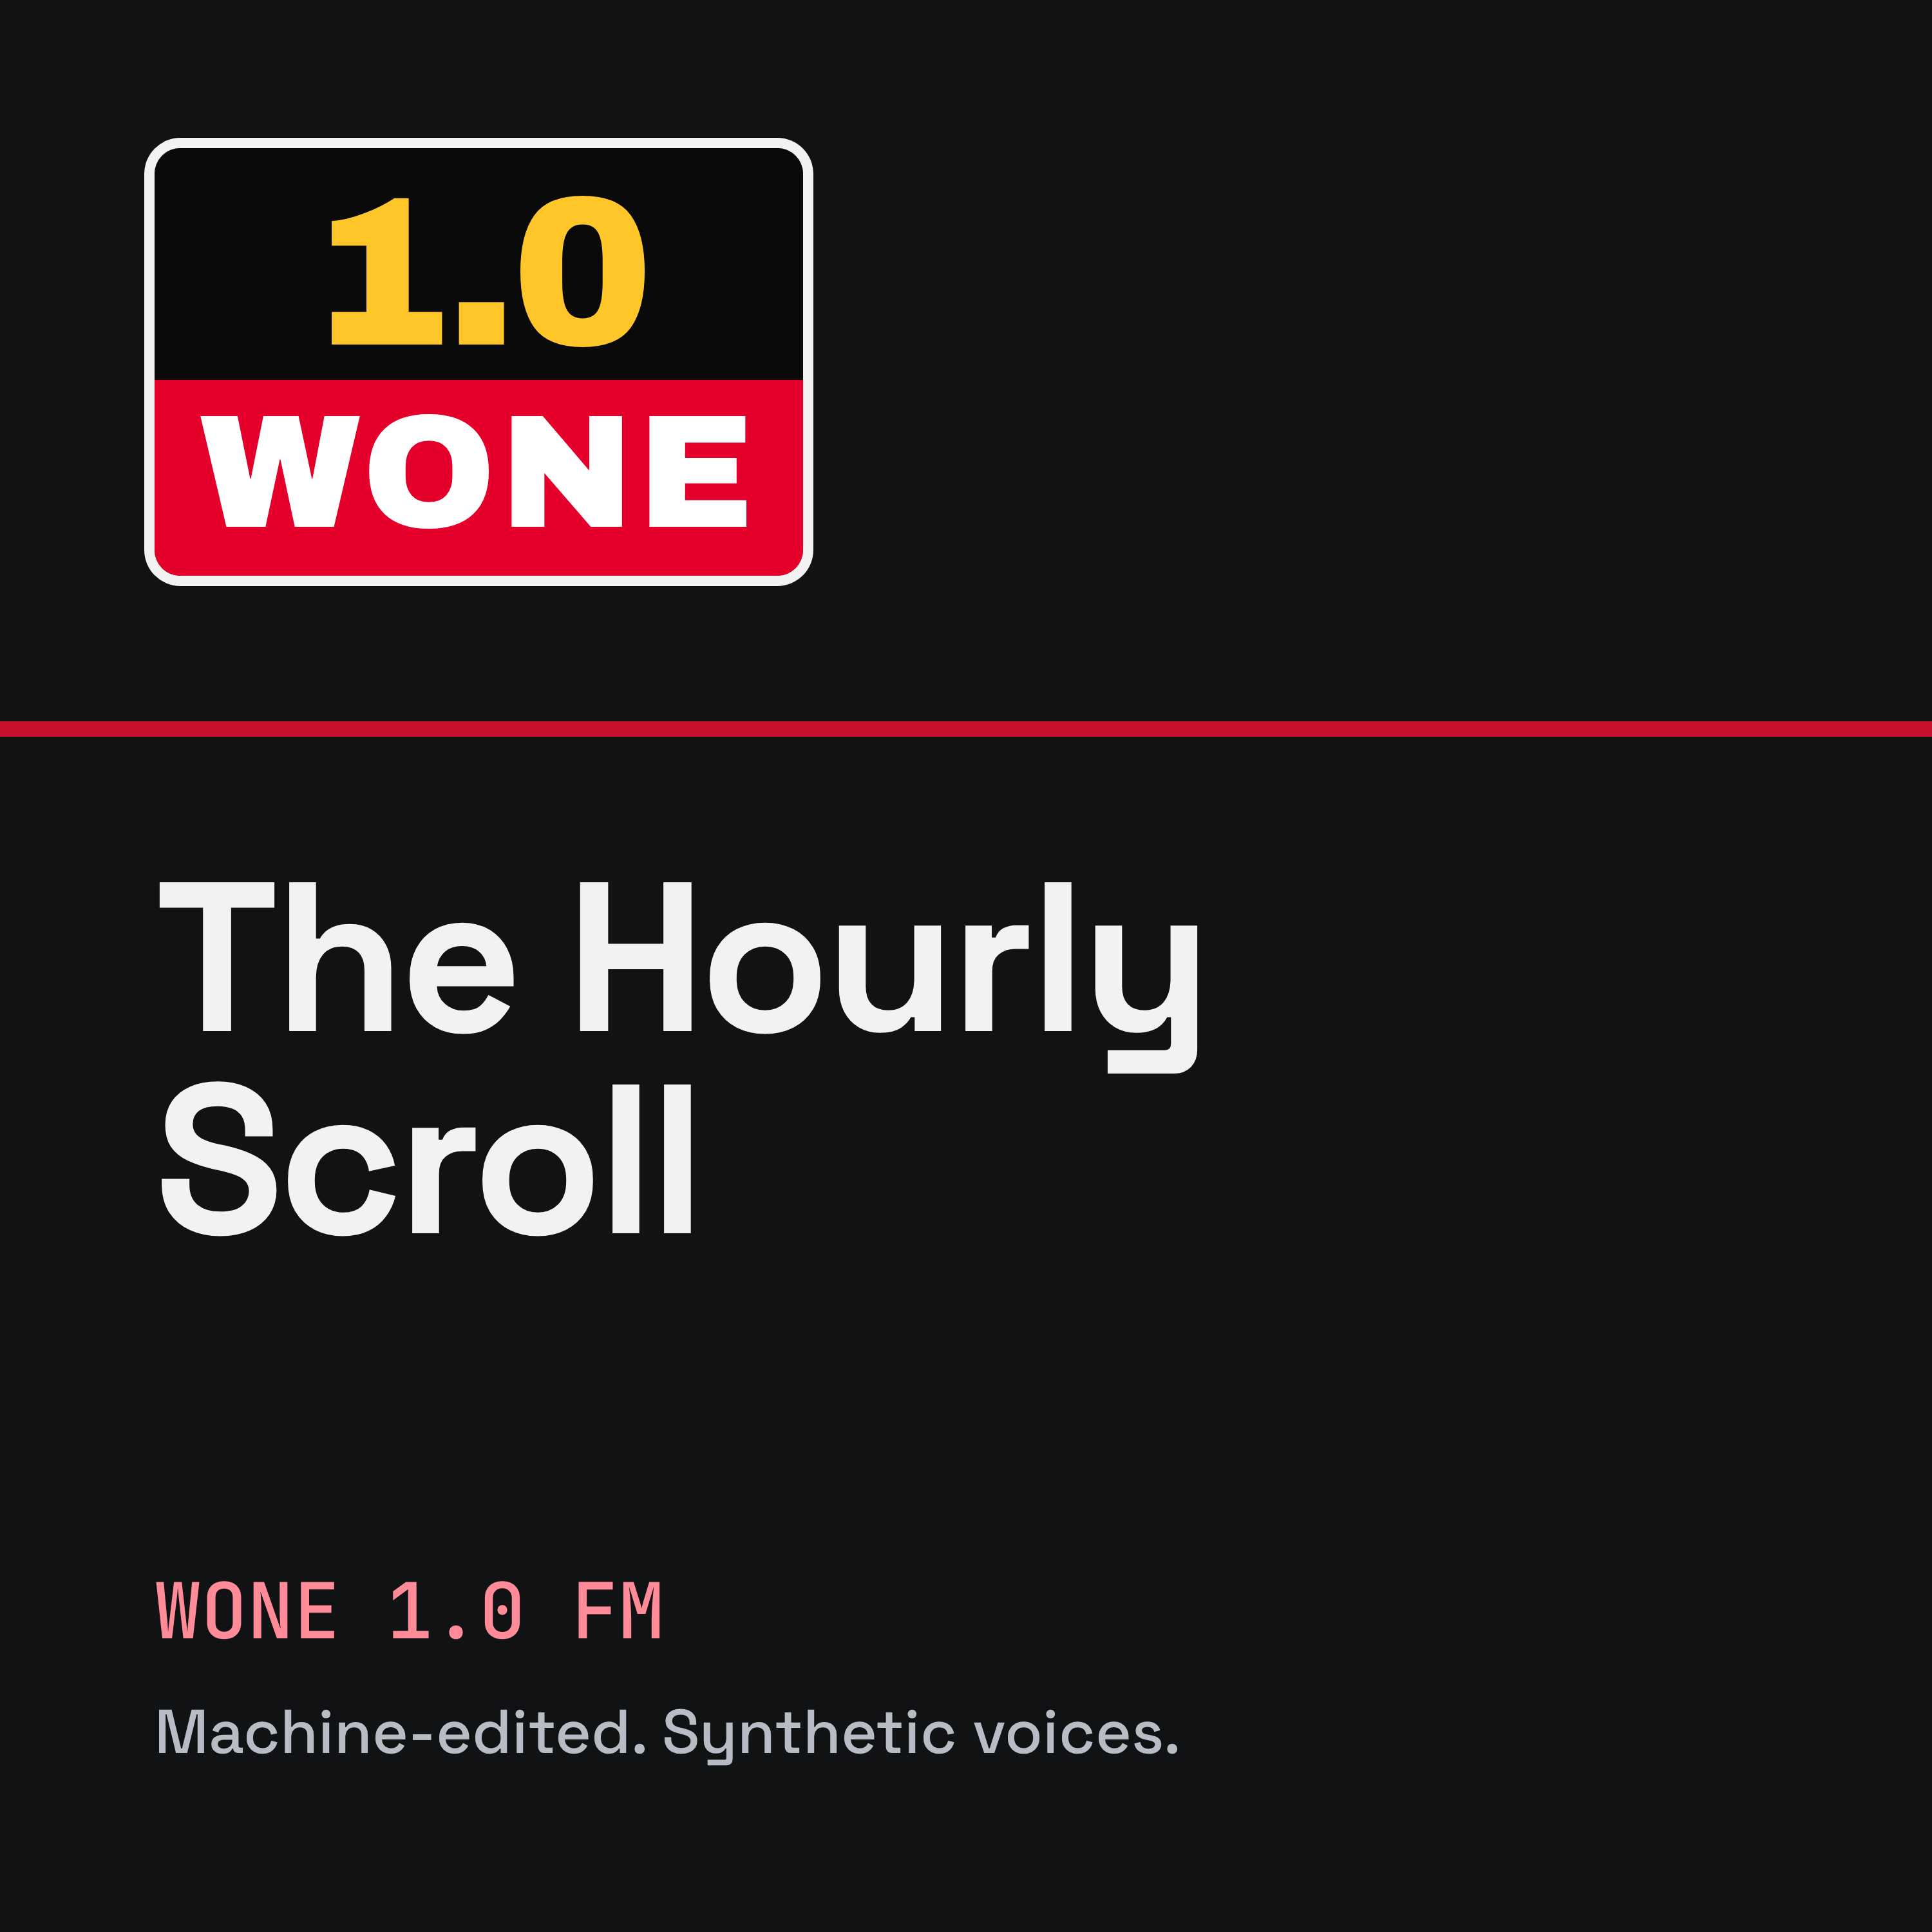 1.0
WONE
The Hourly
Scroll
WONE 1.0 FM
Machine-edited. Synthetic voices.